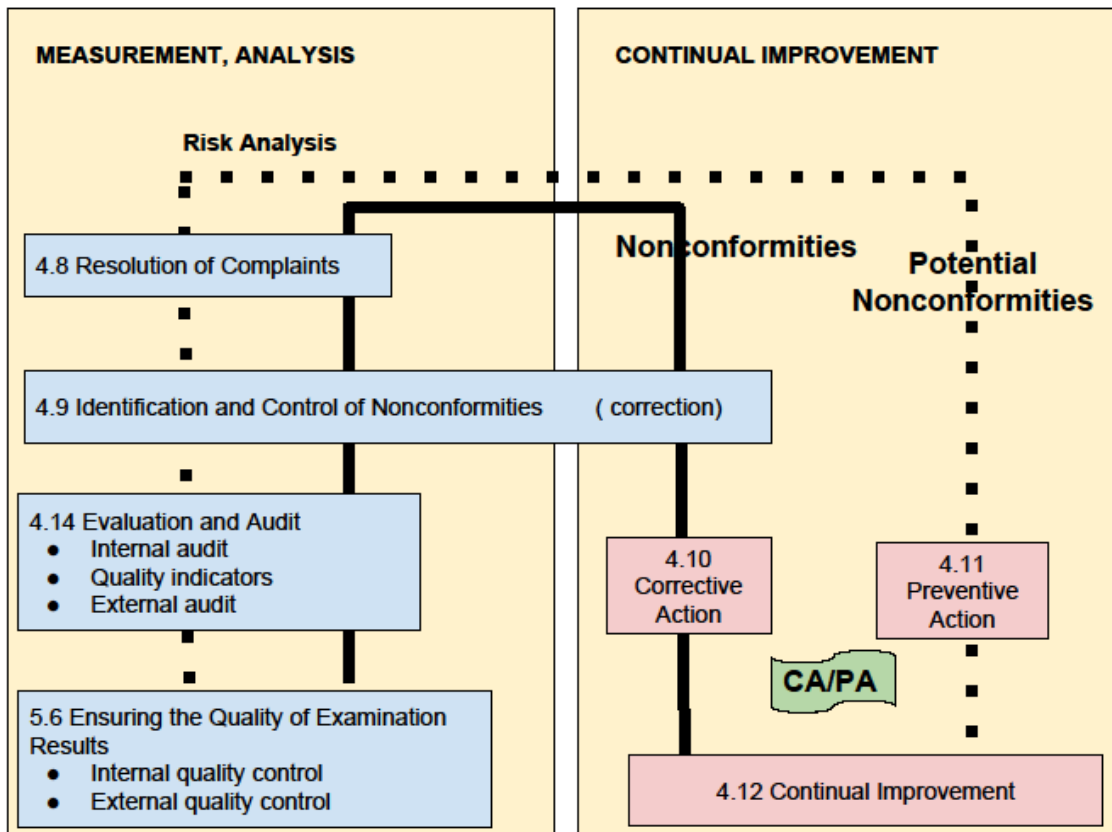 MEASUREMENT, ANALYSIS
CONTINUAL IMPROVEMENT
Risk Analysis
Nonconformities
Potential
Nonconformities
4.8 Resolution of Complaints
4.9 Identification and Control of Nonconformities ( correction)
4.14 Evaluation and Audit
● Internal audit
● Quality indicators
● External audit
4.10
Corrective
Action
4.11
Preventive
Action
CA/PA
5.6 Ensuring the Quality of Examination
Results
● Internal quality control
● External quality control
4.12 Continual Improvement